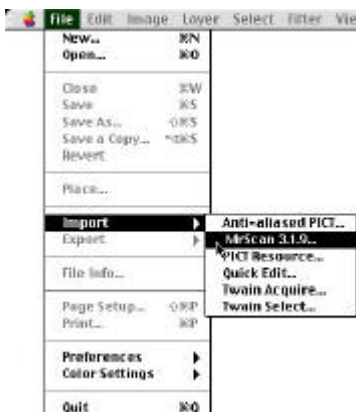 File Edit Image Layer Select Filter Vie
New... ⌘N
Open... ⌘O
Close ⌘W
Save ⌘S
Save As... ⇧⌘S
Save a Copy... ⌥⌘S
Revert
Place...
Import ▶ Anti-aliased PICT...
Export ▶ MrScan 3.1.9...
PICT Resource...
File Info... Quick Edit...
Twain Acquire...
Page Setup... ⇧⌘P Twain Select...
Print... ⌘P
Preferences ▶
Color Settings ▶
Quit ⌘Q